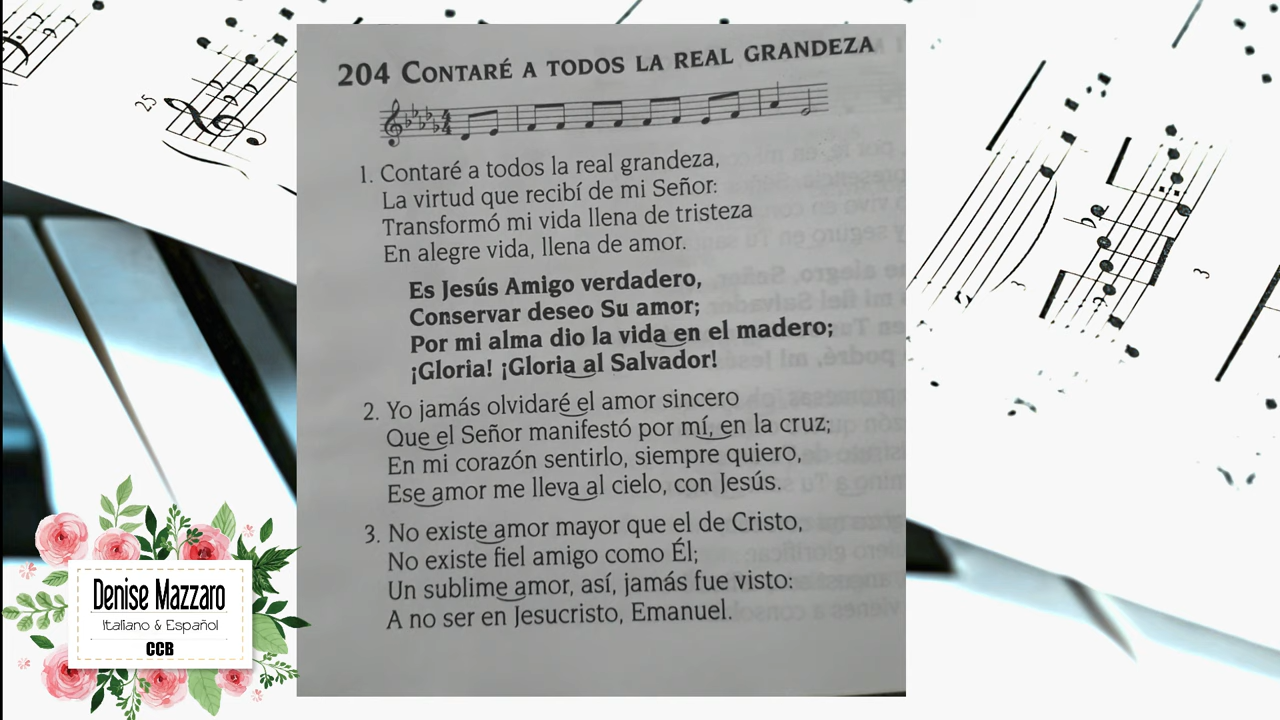 204 CONTARÉ A TODOS LA REAL GRANDEZA
1. Contaré a todos la real grandeza,
La virtud que recibí de mi Señor:
Transformó mi vida llena de tristeza
En alegre vida, llena de amor.
Es Jesús Amigo verdadero,
Conservar deseo Su amor;
Por mi alma dio la vida en el madero;
¡Gloria! ¡Gloria al Salvador!
2. Yo jamás olvidaré el amor sincero
Que el Señor manifestó por mí, en la cruz;
En mi corazón sentirlo, siempre quiero,
Ese amor me lleva al cielo, con Jesús.
3. No existe amor mayor que el de Cristo,
No existe fiel amigo como Él;
Un sublime amor, así, jamás fue visto:
A no ser en Jesucristo, Emanuel.
Denise Mazzaro
Italiano & Español
CCB
25
3
3